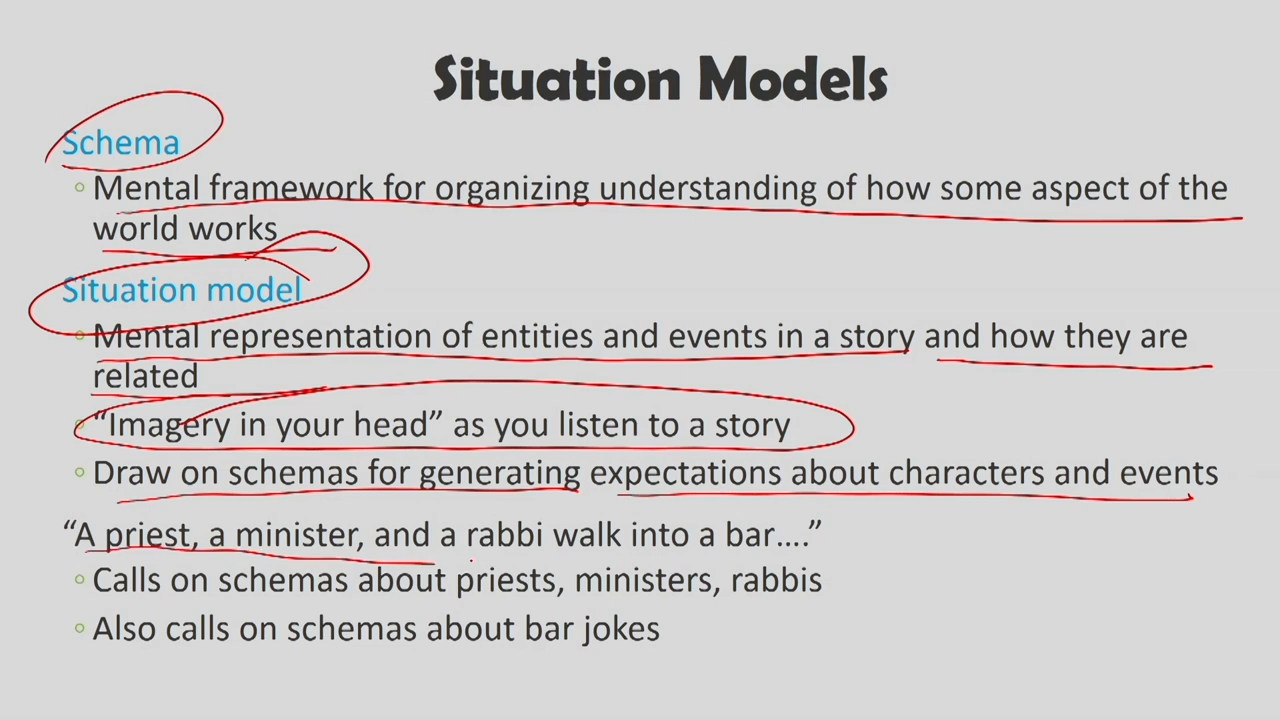 Situation Models
Schema
◦ Mental framework for organizing understanding of how some aspect of the
world works
Situation model
◦ Mental representation of entities and events in a story and how they are
related
◦ “Imagery in your head” as you listen to a story
◦ Draw on schemas for generating expectations about characters and events
“A priest, a minister, and a rabbi walk into a bar….”
◦ Calls on schemas about priests, ministers, rabbis
◦ Also calls on schemas about bar jokes